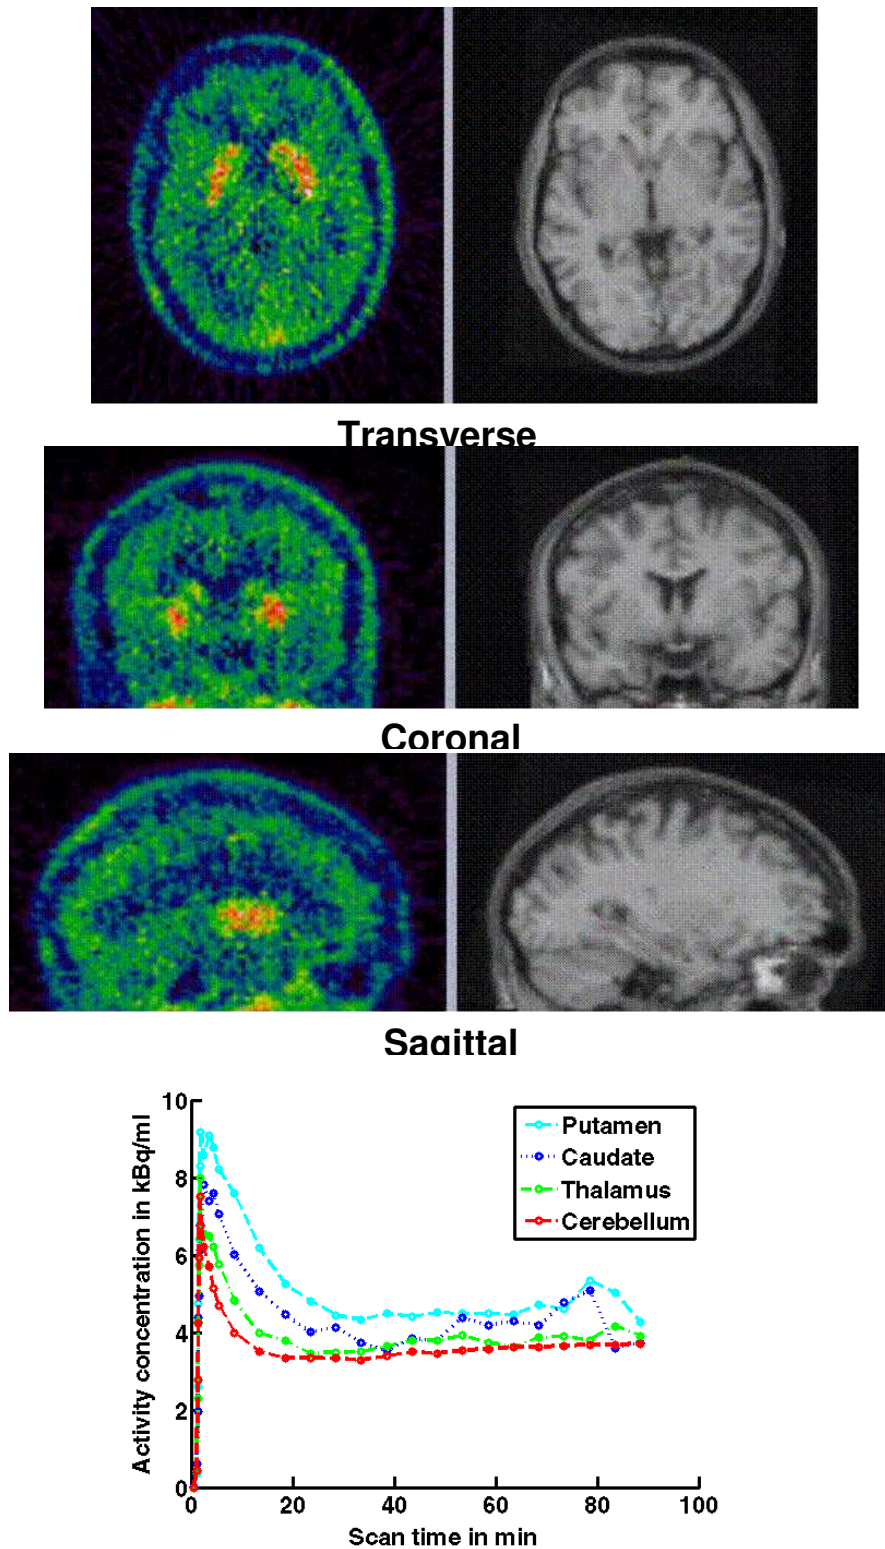 Transverse
Coronal
Sagittal
10
8
6
4
2
0
Activity concentration in kBq/ml
Putamen
Caudate
Thalamus
Cerebellum
0 20 40 60 80 100
Scan time in min